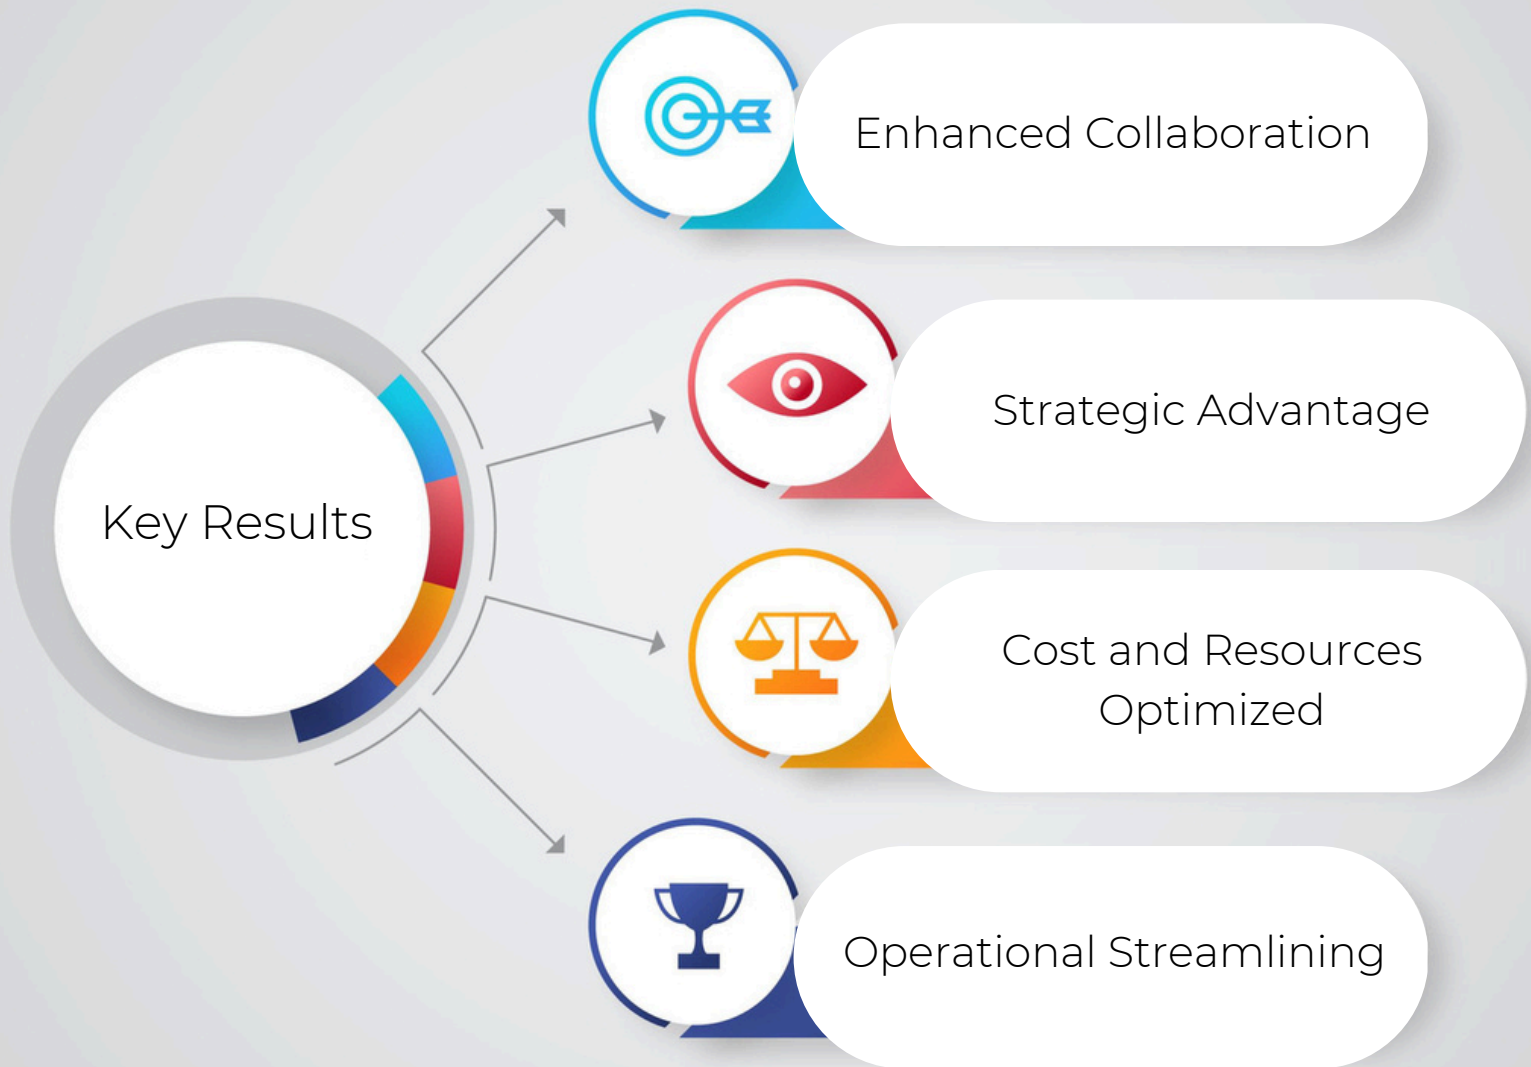 Enhanced Collaboration
Strategic Advantage
Key Results
Cost and Resources
Optimized
Operational Streamlining